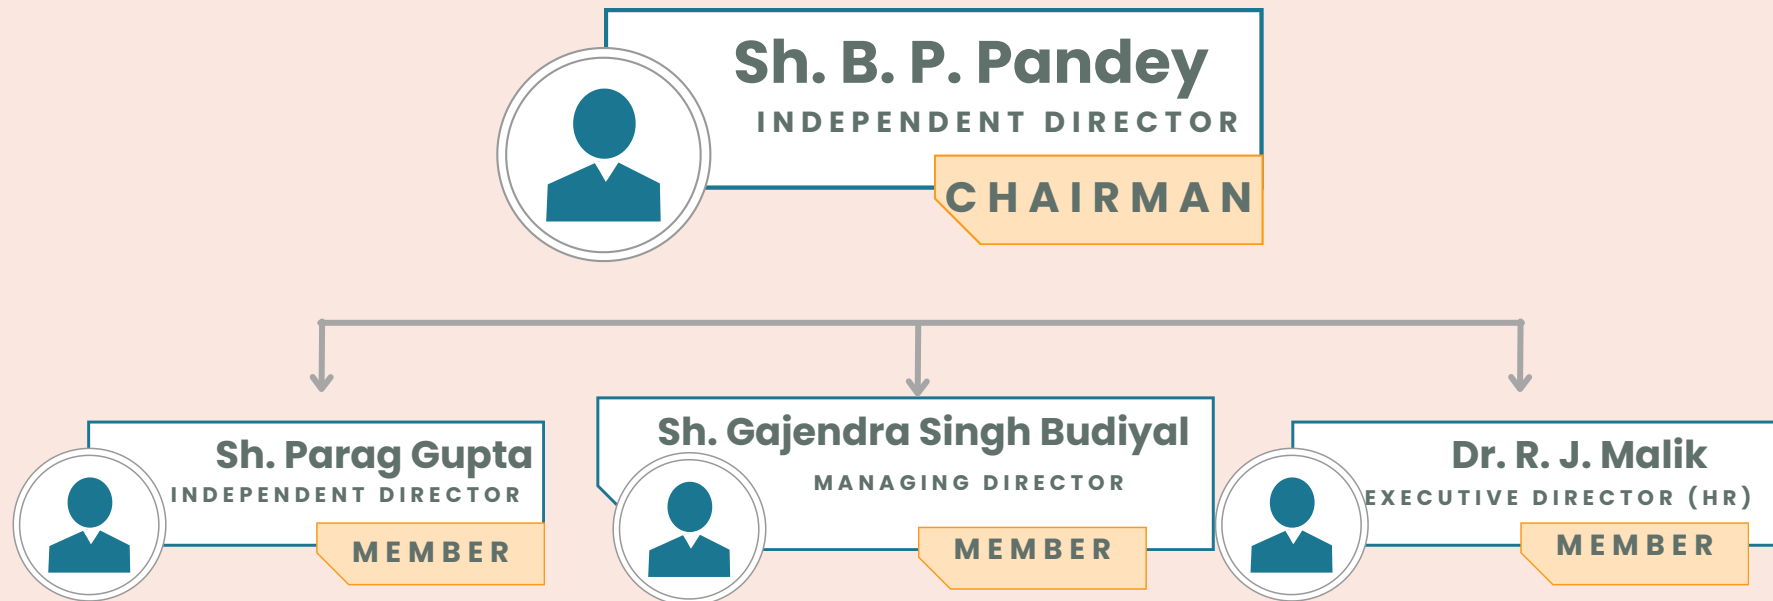 Sh. B. P. Pandey
INDEPENDENT DIRECTOR
CHAIRMAN
Sh. Parag Gupta
INDEPENDENT DIRECTOR
MEMBER
Sh. Gajendra Singh Budiyal
MANAGING DIRECTOR
MEMBER
Dr. R. J. Malik
EXECUTIVE DIRECTOR (HR)
MEMBER